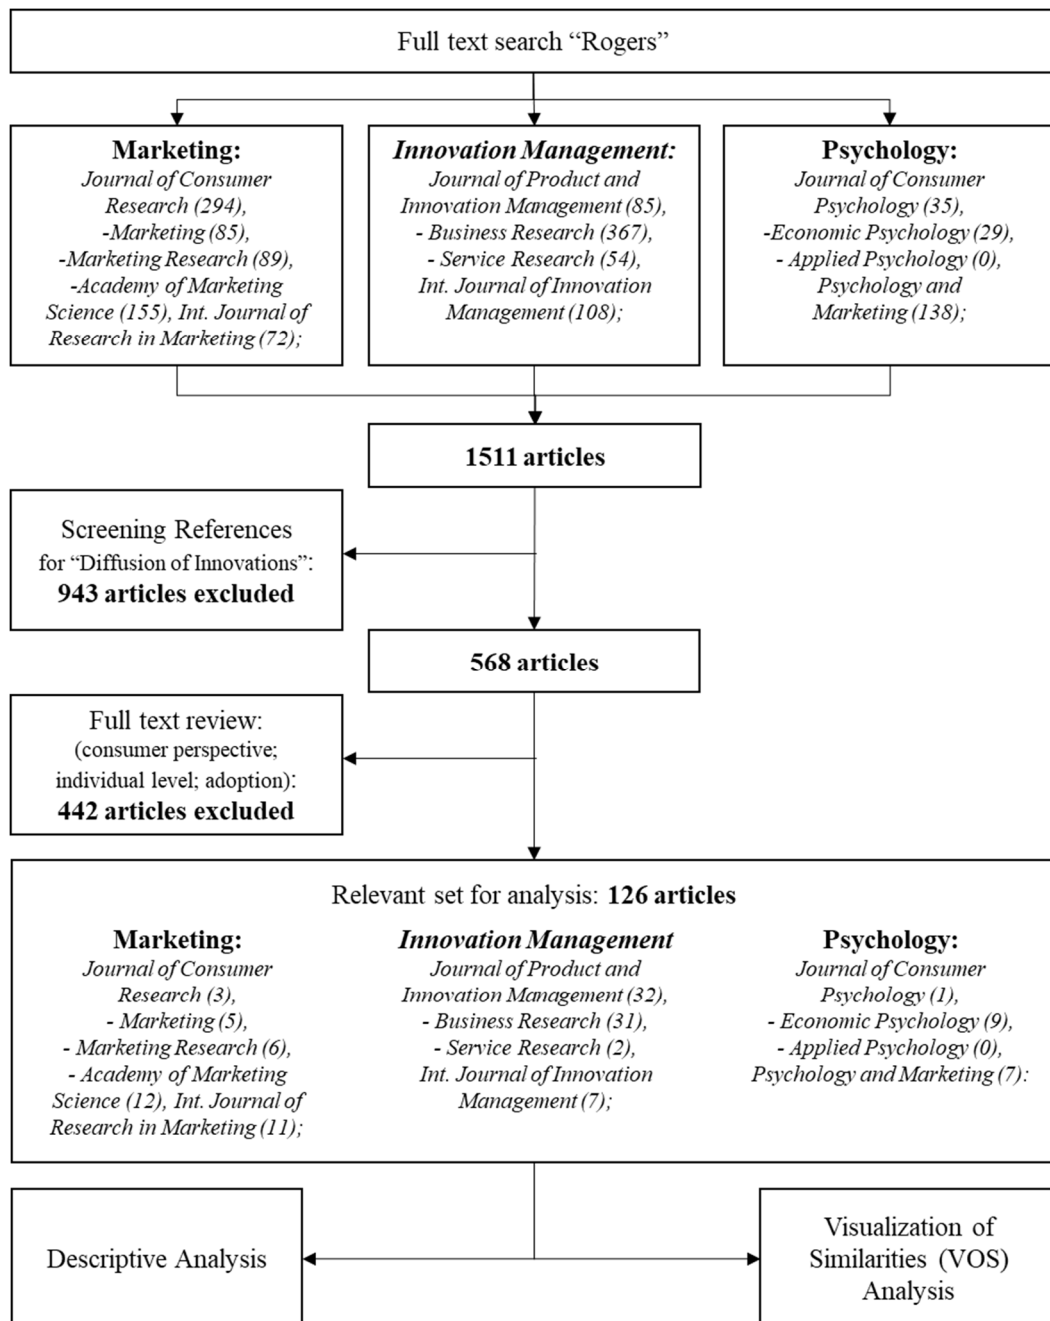 Full text search “Rogers”
Marketing:
Journal of Consumer
Research (294),
-Marketing (85),
-Marketing Research (89),
-Academy of Marketing
Science (155), Int. Journal of
Research in Marketing (72);
Innovation Management:
Journal of Product and
Innovation Management (85),
- Business Research (367),
- Service Research (54),
Int. Journal of Innovation
Management (108);
Psychology:
Journal of Consumer
Psychology (35),
-Economic Psychology (29),
- Applied Psychology (0),
Psychology and
Marketing (138);
1511 articles
Screening References
for “Diffusion of Innovations”:
943 articles excluded
568 articles
Full text review:
(consumer perspective;
individual level; adoption):
442 articles excluded
Relevant set for analysis: 126 articles
Marketing:
Journal of Consumer
Research (3),
- Marketing (5),
- Marketing Research (6),
- Academy of Marketing
Science (12), Int. Journal of
Research in Marketing (11);
Innovation Management
Journal of Product and
Innovation Management (32),
- Business Research (31),
- Service Research (2),
Int. Journal of Innovation
Management (7);
Psychology:
Journal of Consumer
Psychology (1),
- Economic Psychology (9),
- Applied Psychology (0),
Psychology and Marketing (7):
Descriptive Analysis
Visualization of
Similarities (VOS)
Analysis